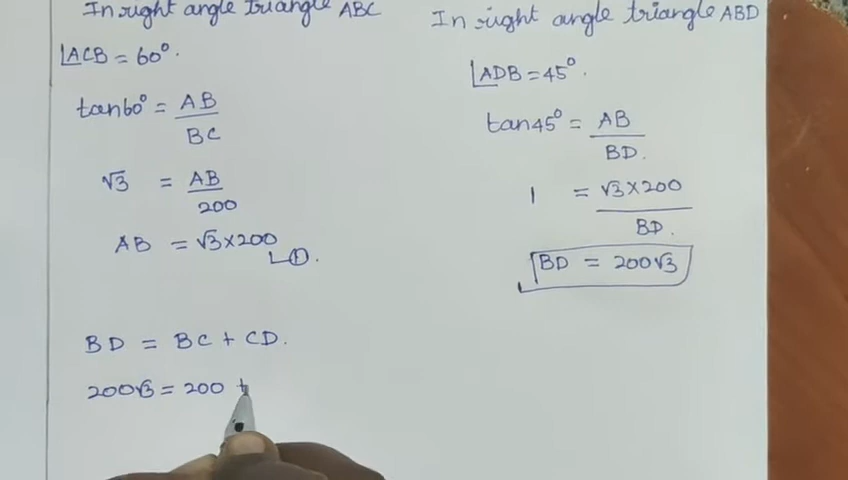 In right angle triangle ABC
∠ACB = 60°.
tan60° = AB/BC
√3 = AB/200
AB = √3×200
①.
BD = BC + CD.
200√3 = 200 +
In right angle triangle ABD
∠ADB = 45°.
tan45° = AB/BD.
1 = √3×200/BD.
BD = 200√3